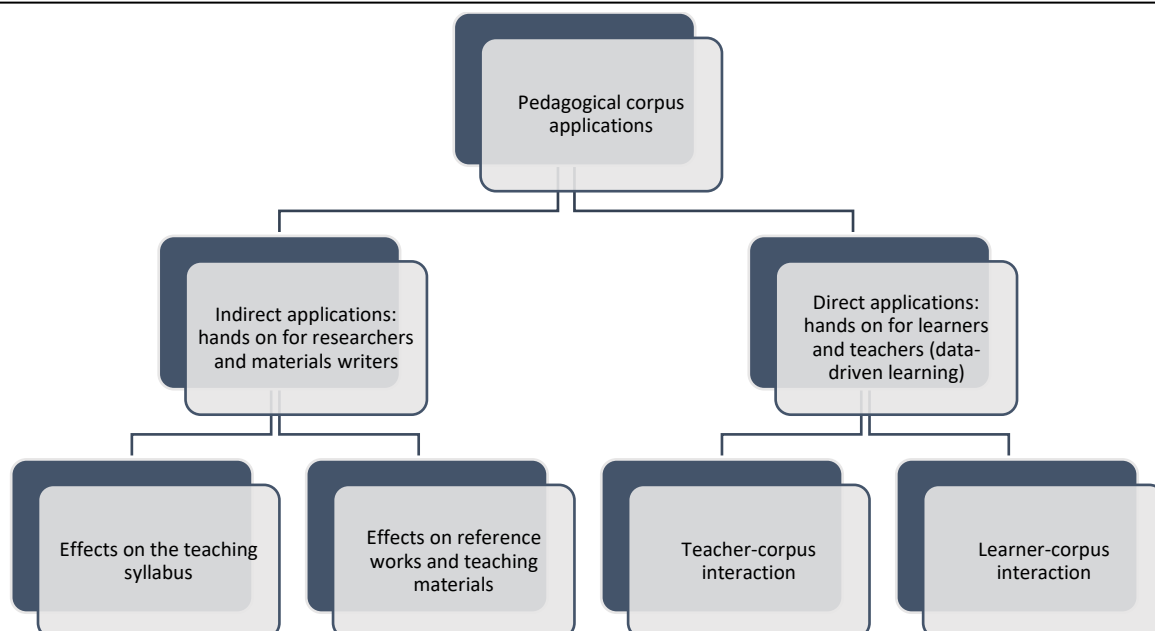 Pedagogical corpus
applications
Indirect applications:
hands on for researchers
and materials writers
Direct applications:
hands on for learners
and teachers (data-
driven learning)
Effects on the teaching
syllabus
Effects on reference
works and teaching
materials
Teacher-corpus
interaction
Learner-corpus
interaction